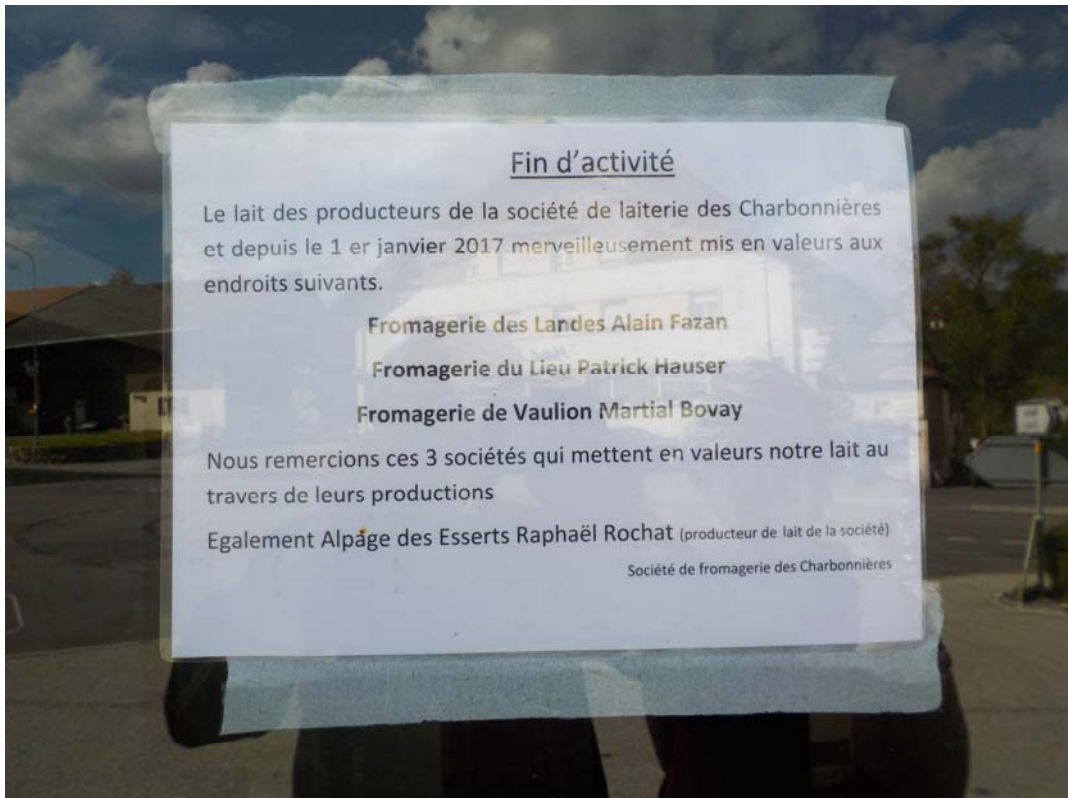 Fin d'activité
Le lait des producteurs de la société de laiterie des Charbonnières
et depuis le 1 er janvier 2017 merveilleusement mis en valeurs aux
endroits suivants.
Fromagerie des Landes Alain Fazan
Fromagerie du Lieu Patrick Hauser
Fromagerie de Vaulion Martial Bovay
Nous remercions ces 3 sociétés qui mettent en valeurs notre lait au
travers de leurs productions
Egalement Alpage des Esserts Raphaël Rochat (producteur de lait de la société)
Société de fromagerie des Charbonnières